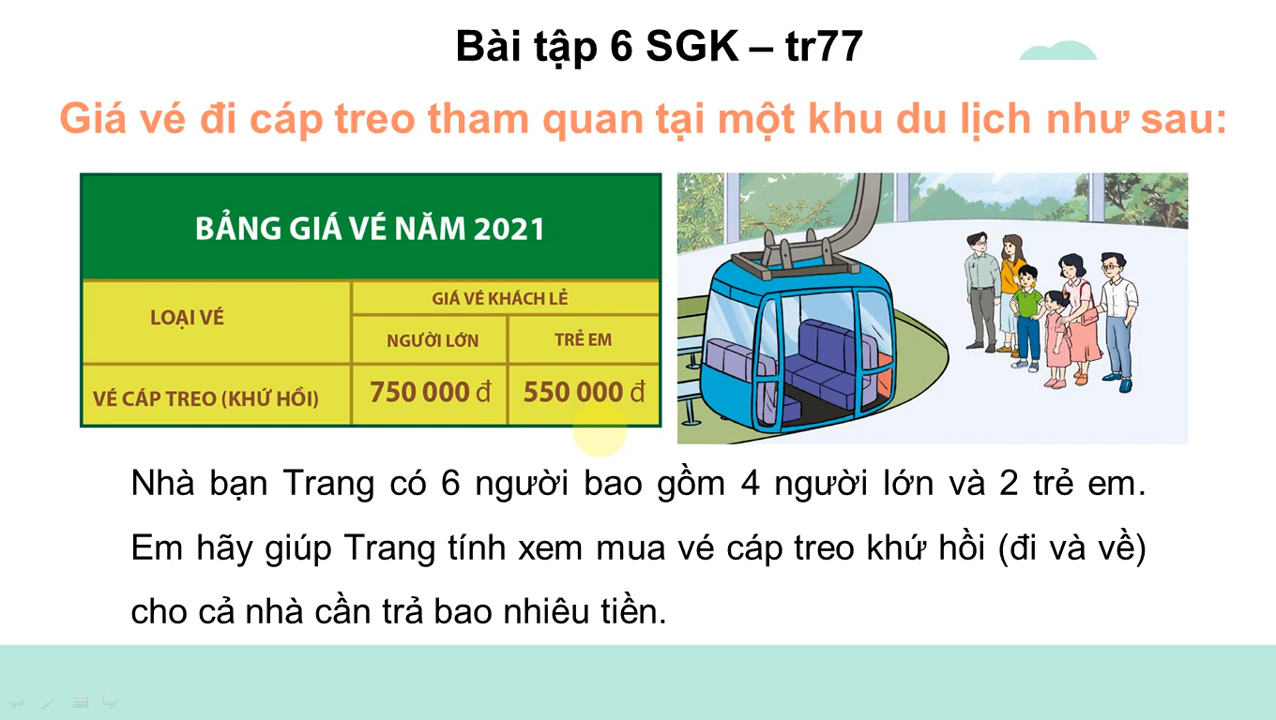 Bài tập 6 SGK – tr77
Giá vé đi cáp treo tham quan tại một khu du lịch như sau:
BẢNG GIÁ VÉ NĂM 2021
LOẠI VÉ
GIÁ VÉ KHÁCH LẺ
NGƯỜI LỚN
TRẺ EM
VÉ CÁP TREO (KHỨ HỒI)
750 000 đ
550 000 đ
Nhà bạn Trang có 6 người bao gồm 4 người lớn và 2 trẻ em.
Em hãy giúp Trang tính xem mua vé cáp treo khứ hồi (đi và về)
cho cả nhà cần trả bao nhiêu tiền.